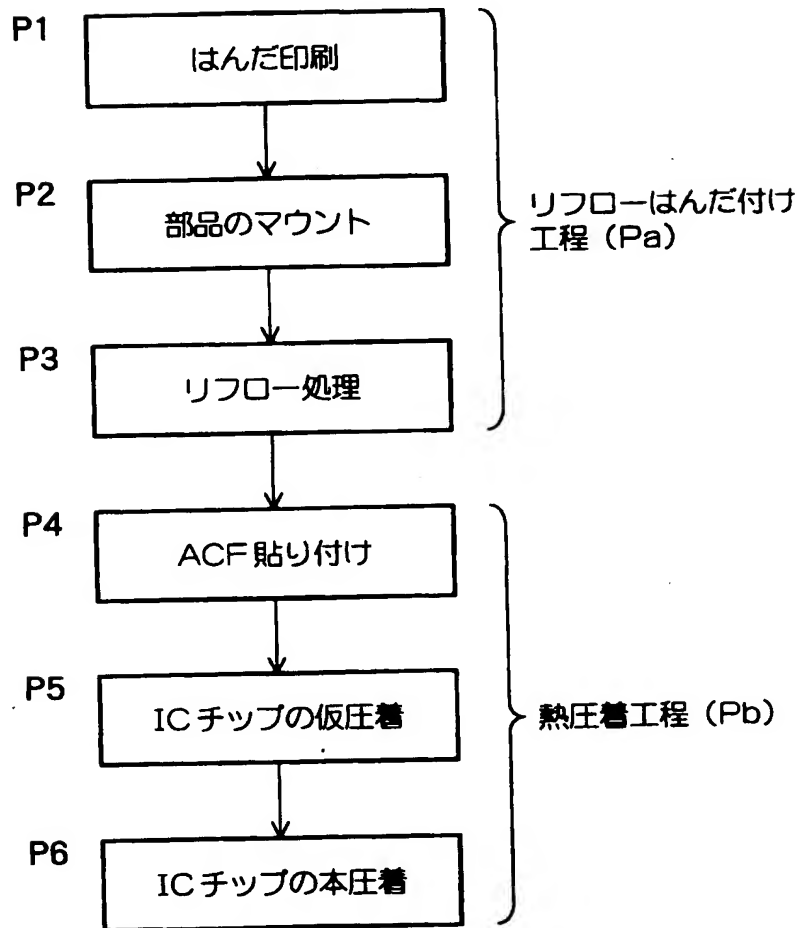 P1
はんだ印刷
P2
部品のマウント
P3
リフロー処理
リフローはんだ付け
工程（Pa）
P4
ACF貼り付け
P5
ICチップの仮圧着
P6
ICチップの本圧着
熱圧着工程（Pb）